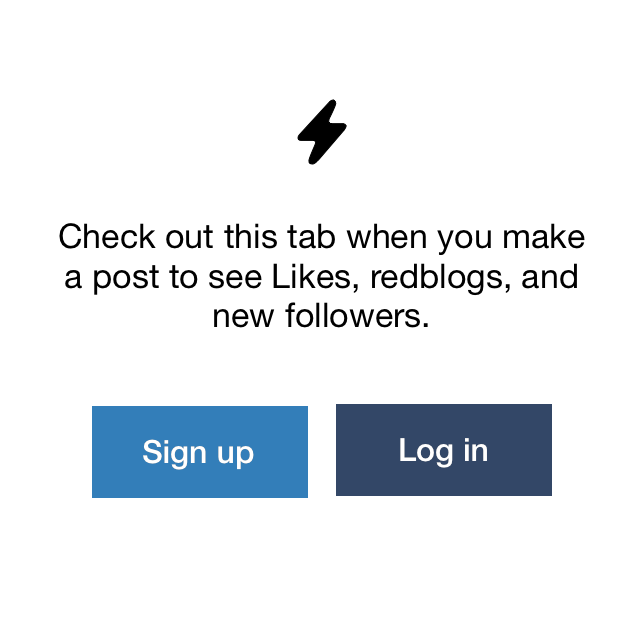 Check out this tab when you make
a post to see Likes, redblogs, and
new followers.
Sign up
Log in